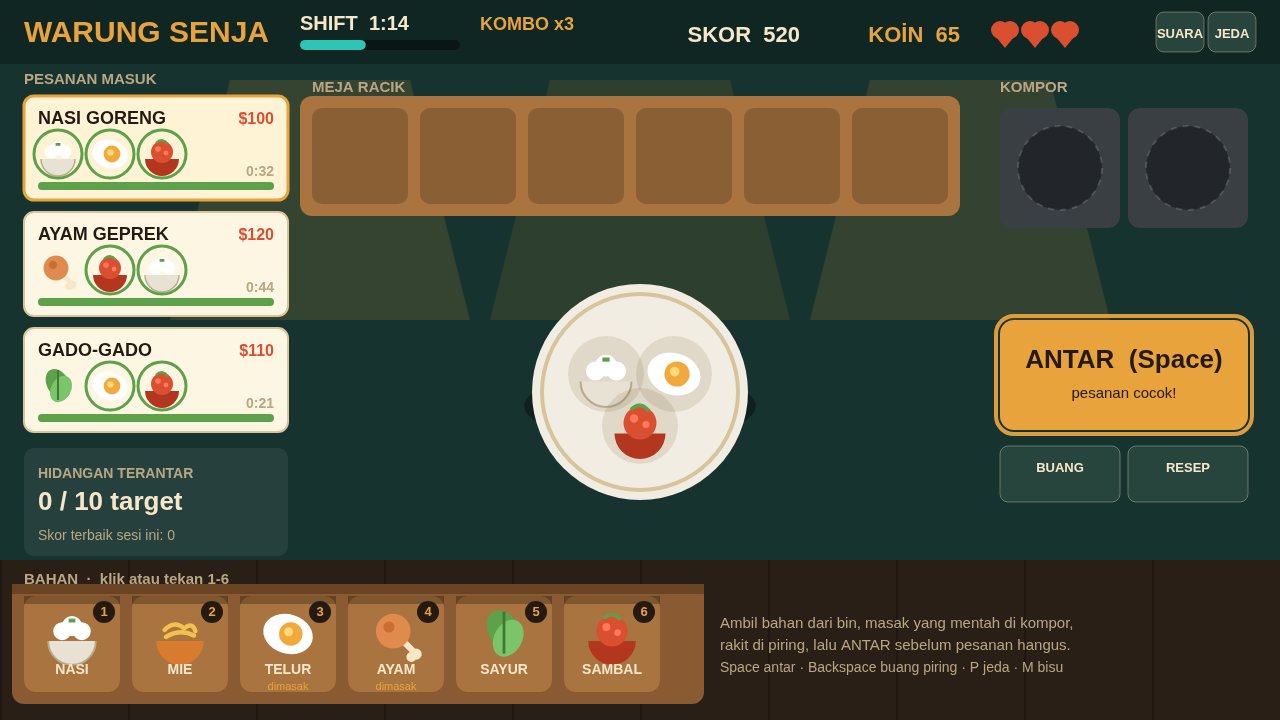 WARUNG SENJA
SHIFT 1:14
KOMBO x3
SKOR 520
KOİN 65
SUARA
JEDA
PESANAN MASUK
NASI GORENG
$100
0:32
AYAM GEPREK
$120
0:44
GADO-GADO
$110
0:21
HIDANGAN TERANTAR
0 / 10 target
Skor terbaik sesi ini: 0
MEJA RACIK
KOMPOR
ANTAR (Space)
pesanan cocok!
BUANG
RESEP
BAHAN · klik atau tekan 1-6
1
NASI
2
MIE
3
TELUR
dimasak
4
AYAM
dimasak
5
SAYUR
6
SAMBAL
Ambil bahan dari bin, masak yang mentah di kompor,
rakit di piring, lalu ANTAR sebelum pesanan hangus.
Space antar · Backspace buang piring · P jeda · M bisu